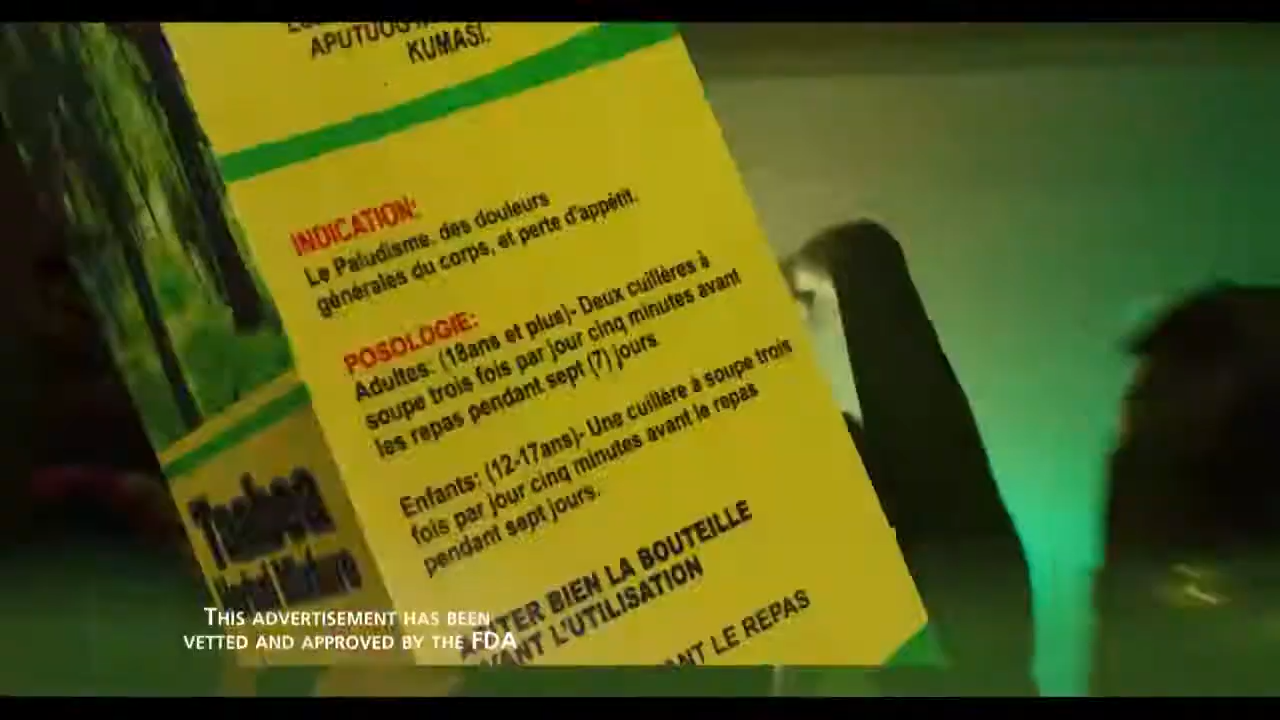 APUTUOG
KUMASI.
INDICATION:
Le Paludisme, des douleurs
générales du corps, et perte d'appétit.
POSOLOGIE:
Adultes: (18ans et plus)- Deux cuillères à
soupe trois fois par jour cinq minutes avant
les repas pendant sept (7) jours
Enfants: (12-17ans)- Une cuillère à soupe trois
fois par jour cinq minutes avant le repas
pendant sept jours.
BIEN LA BOUTEILLE
L'UTILISATION
LE REPAS
THIS ADVERTISEMENT HAS BEEN
VETTED AND APPROVED BY THE FDA